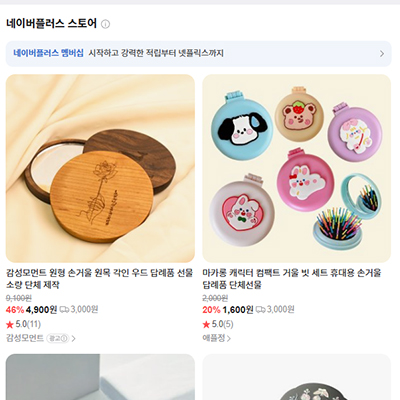 네이버플러스 스토어
네이버플러스 멤버십 시작하고 강력한 적립부터 넷플릭스까지
감성모먼트 원형 손거울 원목 각인 우드 답례품 선물 소량 단체 제작
9,100원
46% 4,900원 3,000원
5.0(11)
감성모먼트 광고
마카롱 캐릭터 컴팩트 거울 빗 세트 휴대용 손거울 답례품 단체선물
2,000원
20% 1,600원 3,000원
5.0(5)
애플정